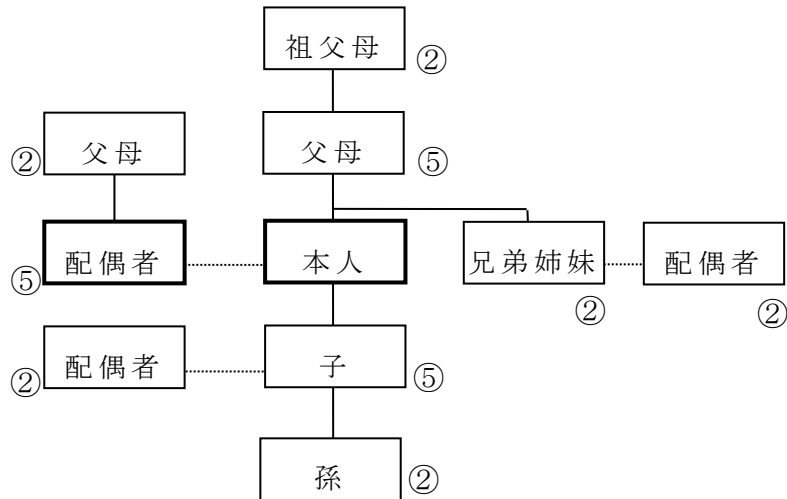 祖父母
②
② 父母
父母 ⑤
配偶者
⑤
本人
兄弟姉妹
②
配偶者
②
② 配偶者
子 ⑤
孫 ②